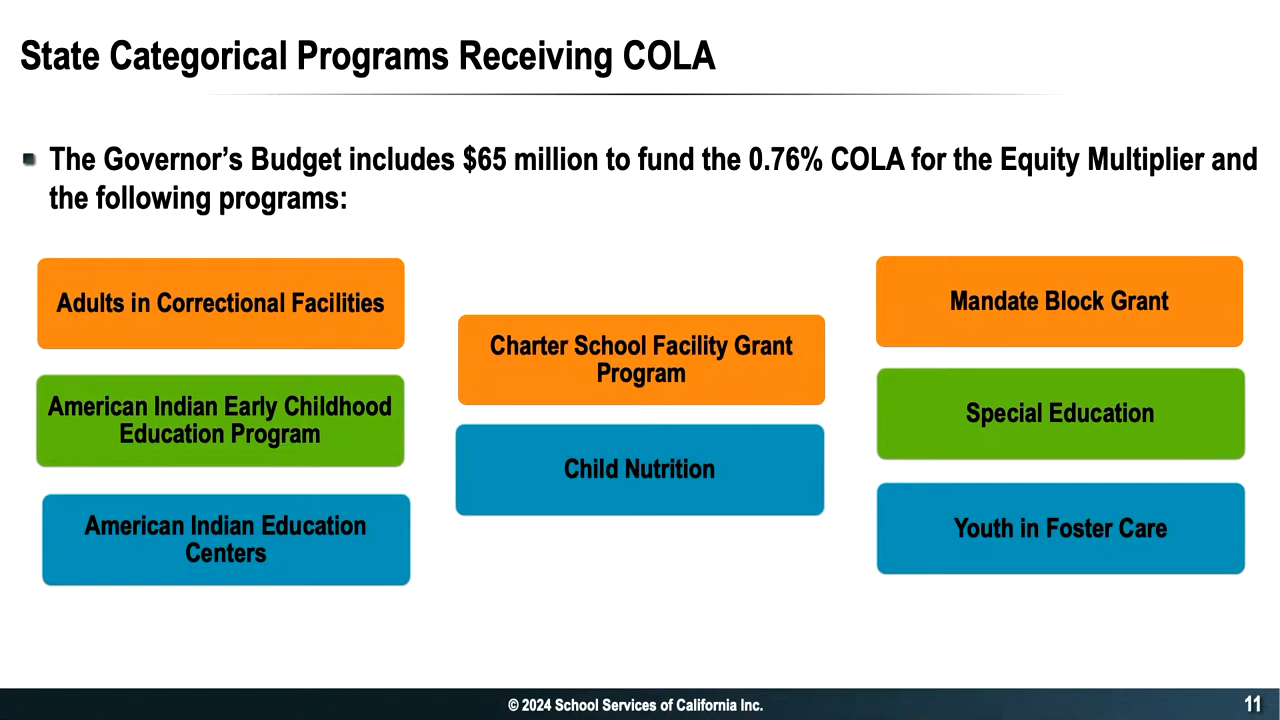 State Categorical Programs Receiving COLA
The Governor’s Budget includes $65 million to fund the 0.76% COLA for the Equity Multiplier and
the following programs:
Adults in Correctional Facilities
American Indian Early Childhood
Education Program
American Indian Education
Centers
Charter School Facility Grant
Program
Child Nutrition
Mandate Block Grant
Special Education
Youth in Foster Care
© 2024 School Services of California Inc.
11